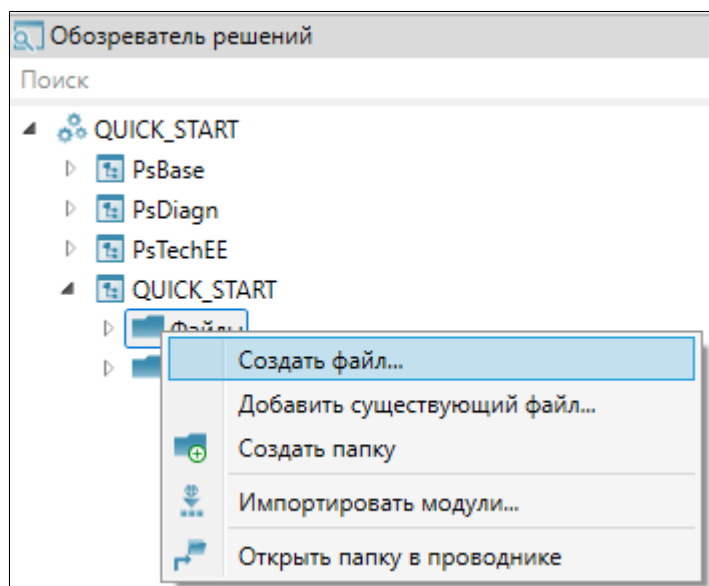 Обозреватель решений
Поиск
QUICK_START
PsBase
PsDiagn
PsTechEE
QUICK_START
Файлы
Создать файл...
Добавить существующий файл...
Создать папку
Импортировать модули...
Открыть папку в проводнике